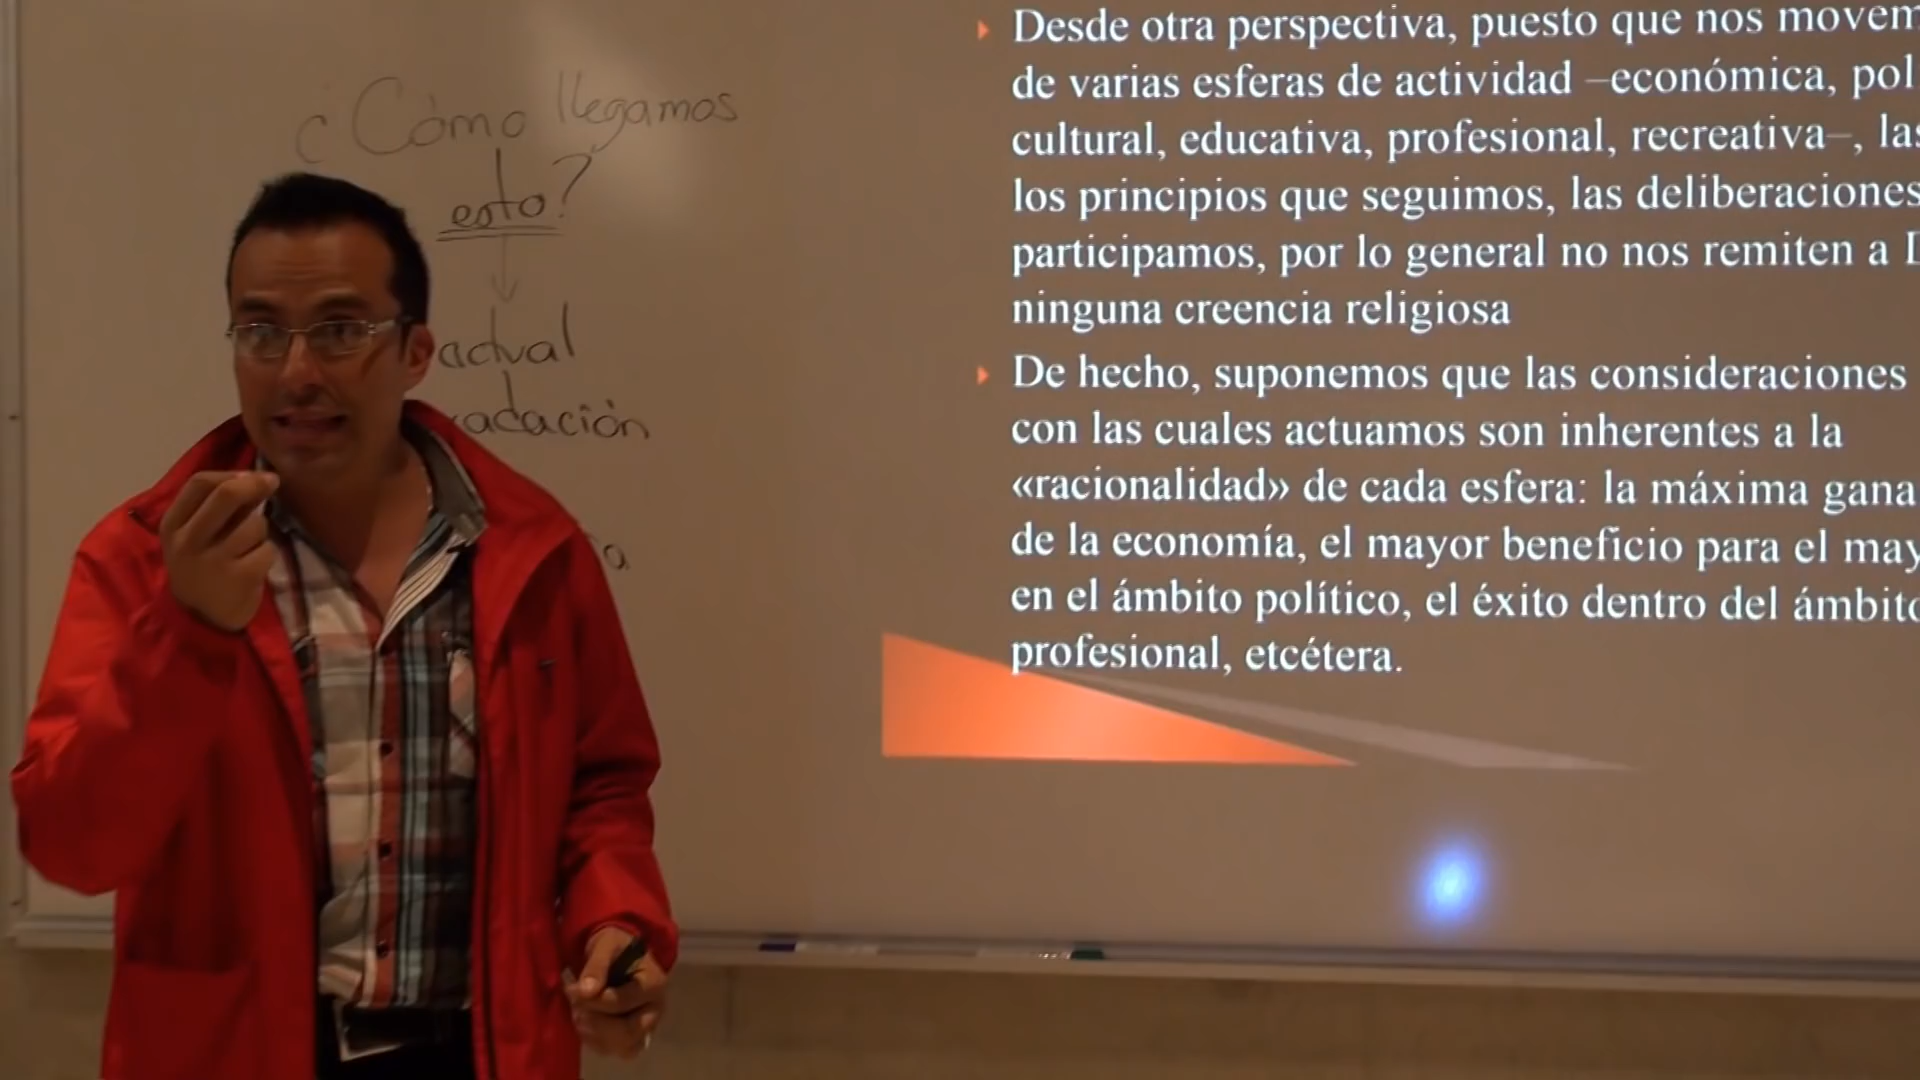 ¿Cómo llegamos
esto?
actual
adación
Desde otra perspectiva, puesto que nos movem
de varias esferas de actividad –económica, pol
cultural, educativa, profesional, recreativa–, las
los principios que seguimos, las deliberaciones
participamos, por lo general no nos remiten a D
ninguna creencia religiosa
De hecho, suponemos que las consideraciones
con las cuales actuamos son inherentes a la
«racionalidad» de cada esfera: la máxima gana
de la economía, el mayor beneficio para el may
en el ámbito político, el éxito dentro del ámbito
profesional, etcétera.